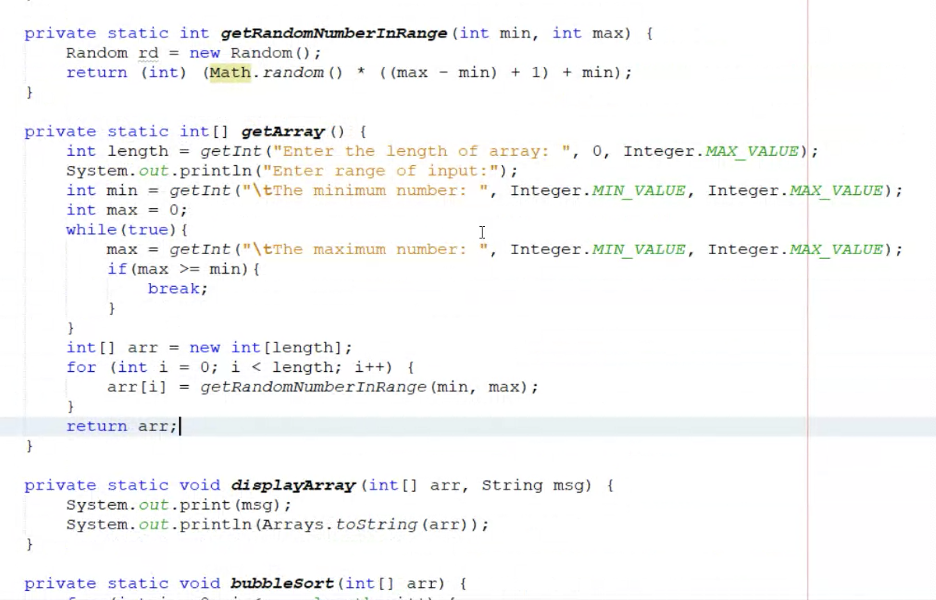 private static int getRandomNumberInRange(int min, int max) {
    Random rd = new Random();
    return (int) (Math.random() * ((max - min) + 1) + min);
}
private static int[] getArray() {
    int length = getInt("Enter the length of array: ", 0, Integer.MAX_VALUE);
    System.out.println("Enter range of input:");
    int min = getInt("\tThe minimum number: ", Integer.MIN_VALUE, Integer.MAX_VALUE);
    int max = 0;
    while(true){
        max = getInt("\tThe maximum number: ", Integer.MIN_VALUE, Integer.MAX_VALUE);
        if(max >= min){
            break;
        }
    }
    int[] arr = new int[length];
    for (int i = 0; i < length; i++) {
        arr[i] = getRandomNumberInRange(min, max);
    }
    return arr;
}
private static void displayArray(int[] arr, String msg) {
    System.out.print(msg);
    System.out.println(Arrays.toString(arr));
}
private static void bubbleSort(int[] arr) {